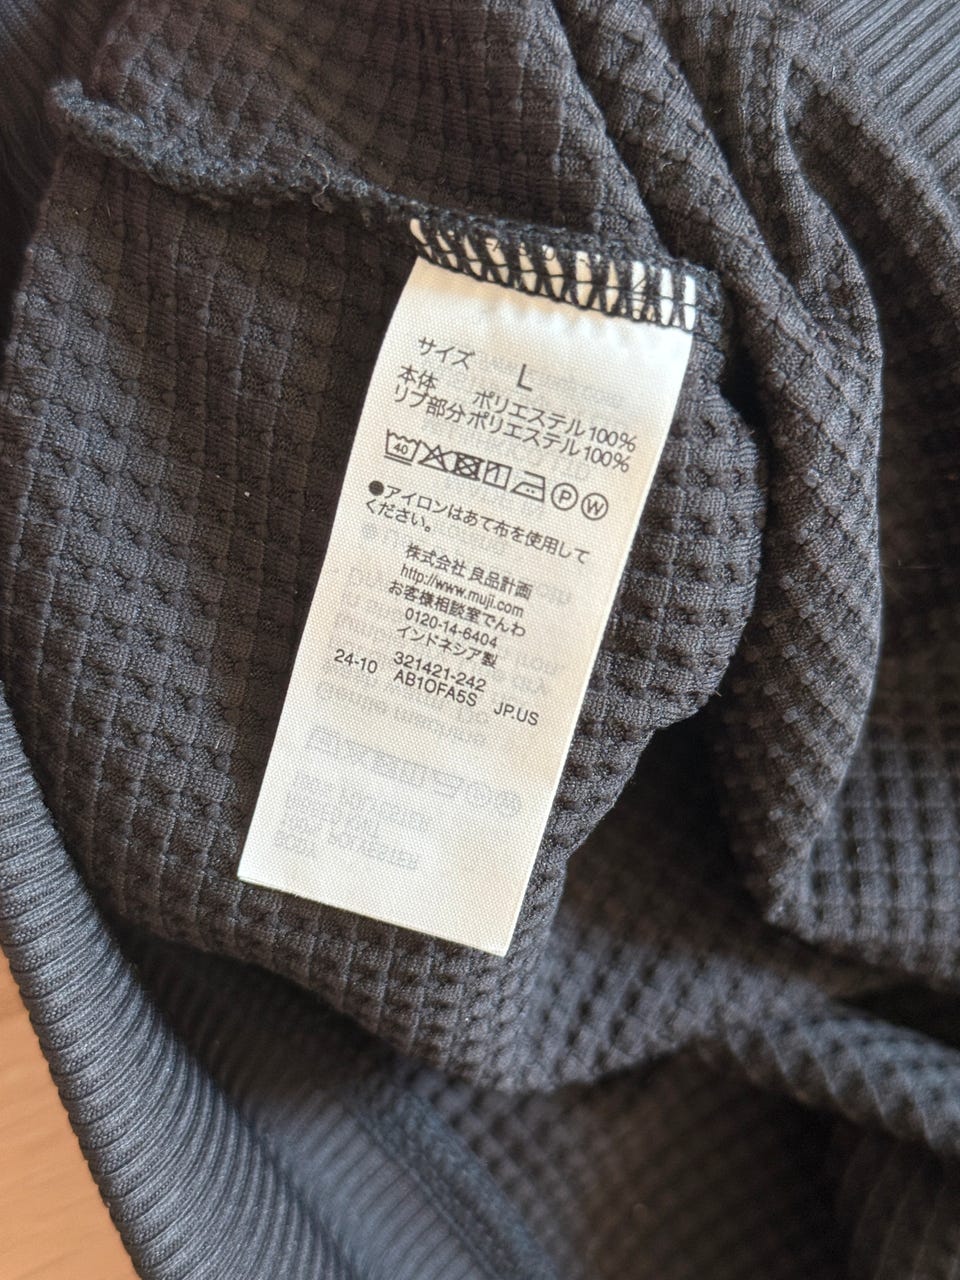 サイズ L
本体 ポリエステル100%
リブ部分 ポリエステル100%
40 P W
●アイロンはあて布を使用して
ください。
株式会社 良品計画
http://www.muji.com
お客様相談室でんわ
0120-14-6404
インドネシア製
24-10 321421-242
AB1OFA5S JP.US